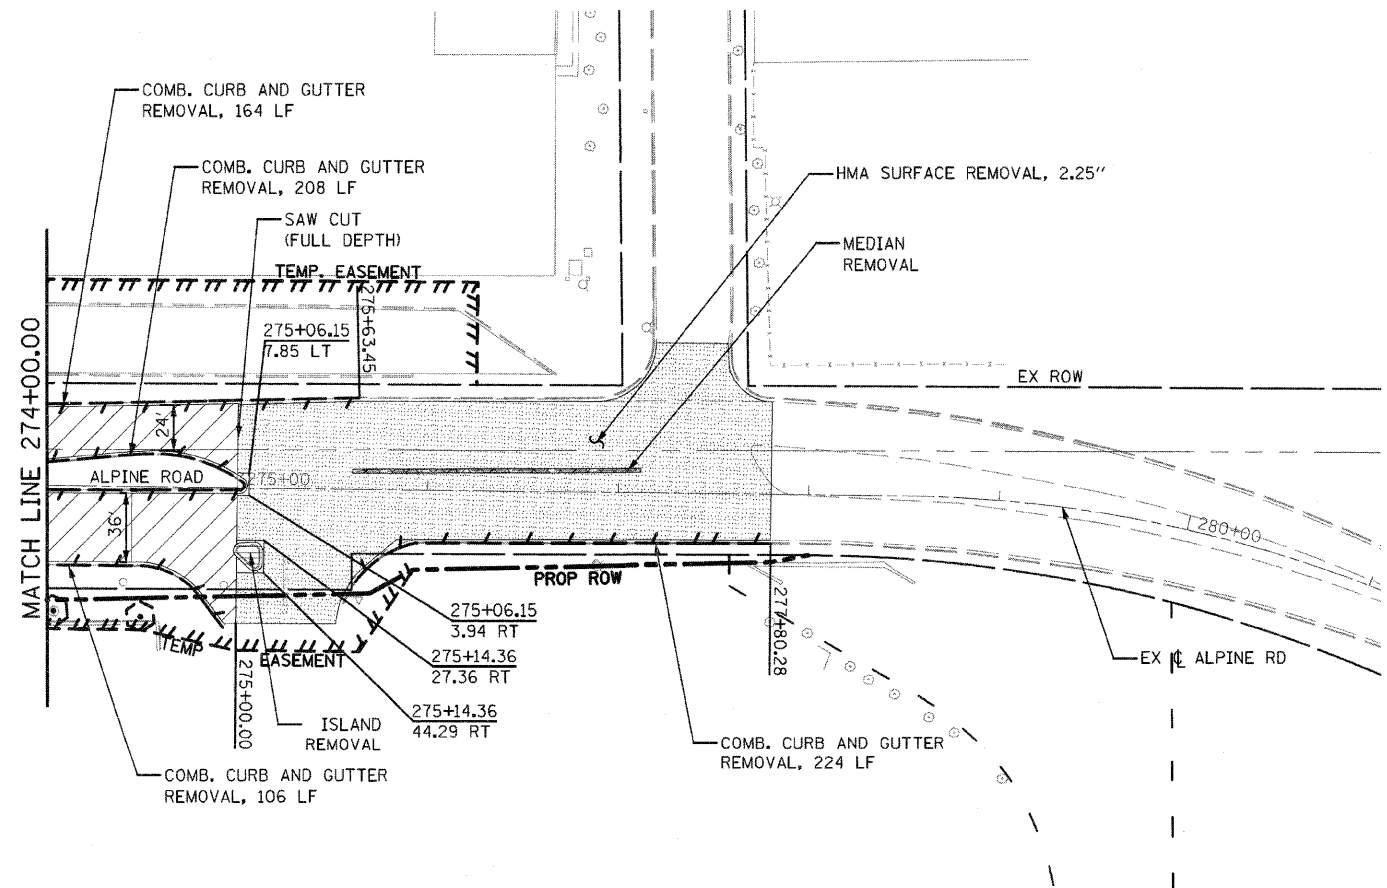 COMB. CURB AND GUTTER
REMOVAL, 164 LF
COMB. CURB AND GUTTER
REMOVAL, 208 LF
SAW CUT
(FULL DEPTH)
TEMP. EASEMENT
HMA SURFACE REMOVAL, 2.25"
MEDIAN
REMOVAL
275+06.15
7.85 LT
275+63.45
MATCH LINE 274+00.00
EX ROW
24'
ALPINE ROAD
275+00
36'
280+00
PROP ROW
275+06.15
3.94 RT
TEMP
EASEMENT
275+14.36
27.36 RT
277+80.28
EX ℄ ALPINE RD
275+00.00
275+14.36
44.29 RT
ISLAND
REMOVAL
COMB. CURB AND GUTTER
REMOVAL, 224 LF
COMB. CURB AND GUTTER
REMOVAL, 106 LF